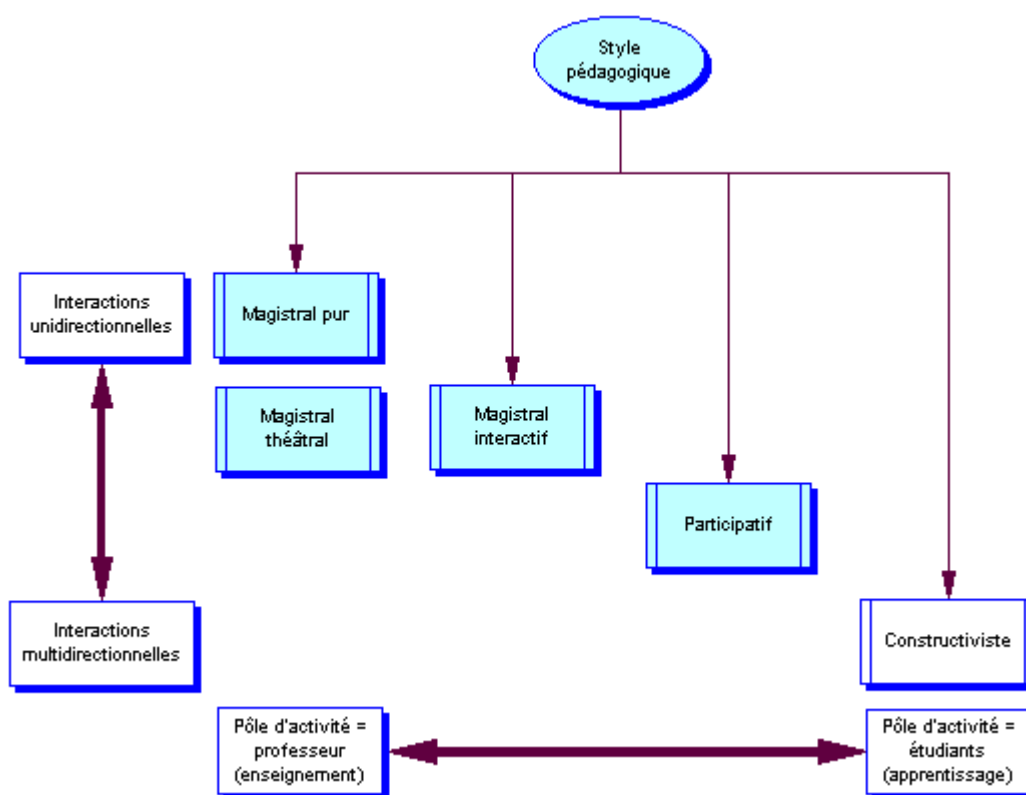 Style
pédagogique
Interactions
unidirectionnelles
Magistral pur
Magistral
théâtral
Magistral
interactif
Participatif
Interactions
multidirectionnelles
Constructiviste
Pôle d'activité =
professeur
(enseignement)
Pôle d'activité =
étudiants
(apprentissage)